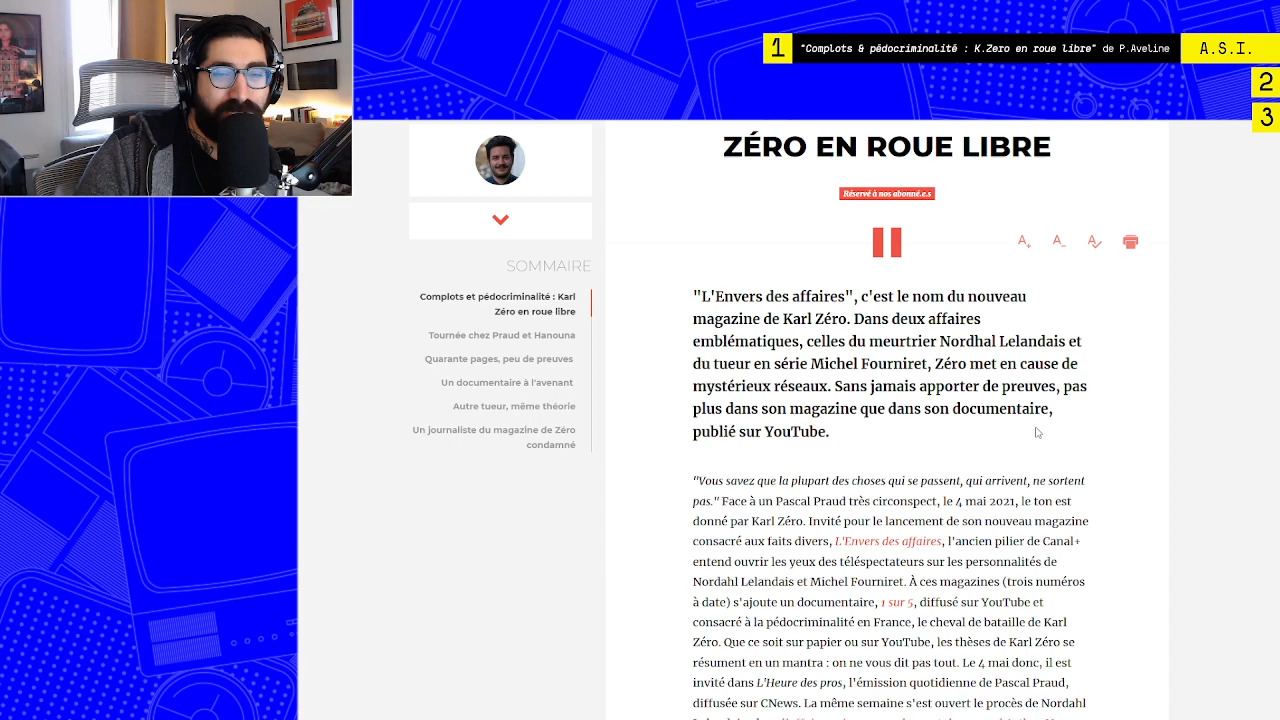 1 "Complots & pédocriminalité : K.Zero en roue libre" de P.Aveline A.S.I.
2
3
ZÉRO EN ROUE LIBRE
Réservé à nos abonné.e.s
A+ A-
SOMMAIRE
Complots et pédocriminalité : Karl
Zéro en roue libre
Tournée chez Praud et Hanouna
Quarante pages, peu de preuves
Un documentaire à l'avenant
Autre tueur, même théorie
Un journaliste du magazine de Zéro
condamné
"L'Envers des affaires", c'est le nom du nouveau
magazine de Karl Zéro. Dans deux affaires
emblématiques, celles du meurtrier Nordhal Lelandais et
du tueur en série Michel Fourniret, Zéro met en cause de
mystérieux réseaux. Sans jamais apporter de preuves, pas
plus dans son magazine que dans son documentaire,
publié sur YouTube.
"Vous savez que la plupart des choses qui se passent, qui arrivent, ne sortent
pas." Face à un Pascal Praud très circonspect, le 4 mai 2021, le ton est
donné par Karl Zéro. Invité pour le lancement de son nouveau magazine
consacré aux faits divers, L'Envers des affaires, l'ancien pilier de Canal+
entend ouvrir les yeux des téléspectateurs sur les personnalités de
Nordahl Lelandais et Michel Fourniret. À ces magazines (trois numéros
à date) s'ajoute un documentaire, 1 sur 5, diffusé sur YouTube et
consacré à la pédocriminalité en France, le cheval de bataille de Karl
Zéro. Que ce soit sur papier ou sur YouTube, les thèses de Karl Zéro se
résument en un mantra : on ne vous dit pas tout. Le 4 mai donc, il est
invité dans L'Heure des pros, l'émission quotidienne de Pascal Praud,
diffusée sur CNews. La même semaine s'est ouvert le procès de Nordahl